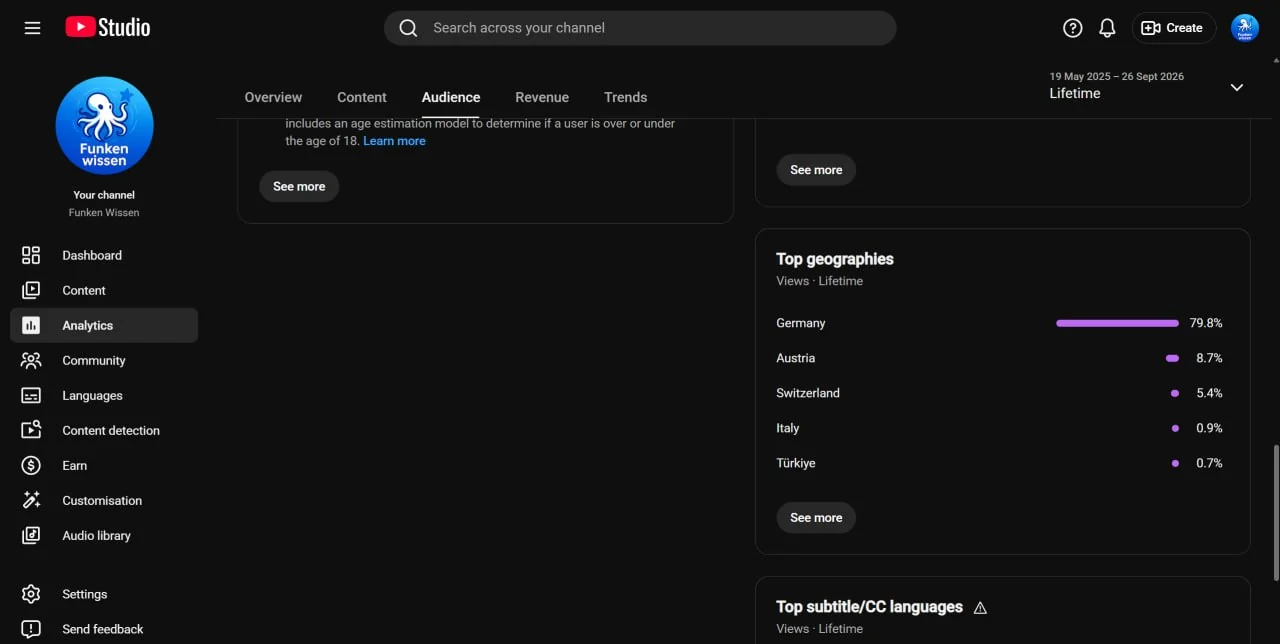 Studio
Search across your channel
Create
Funken
wissen
Funken
wissen
Your channel
Funken Wissen
Dashboard
Content
Analytics
Community
Languages
Content detection
Earn
Customisation
Audio library
Settings
Send feedback
Overview
Content
Audience
Revenue
Trends
19 May 2025 – 26 Sept 2026
Lifetime
includes an age estimation model to determine if a user is over or under
the age of 18. Learn more
See more
See more
Top geographies
Views · Lifetime
Germany 79.8%
Austria 8.7%
Switzerland 5.4%
Italy 0.9%
Türkiye 0.7%
See more
Top subtitle/CC languages
Views · Lifetime